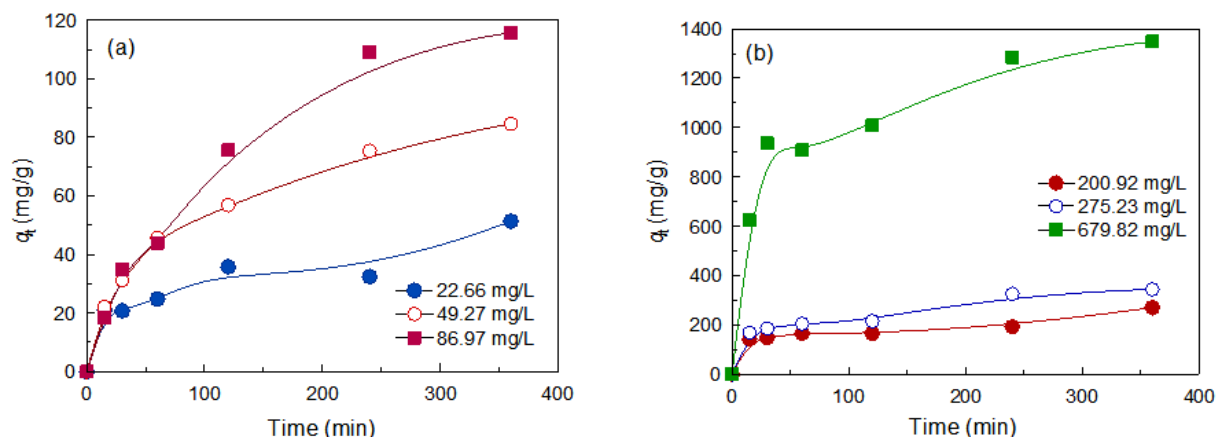 (a)
120
100
80
60
40
20
0
qt (mg/g)
22.66 mg/L
49.27 mg/L
86.97 mg/L
0 100 200 300 400
Time (min)
(b)
1400
1200
1000
800
600
400
200
0
qt (mg/g)
200.92 mg/L
275.23 mg/L
679.82 mg/L
0 100 200 300 400
Time (min)